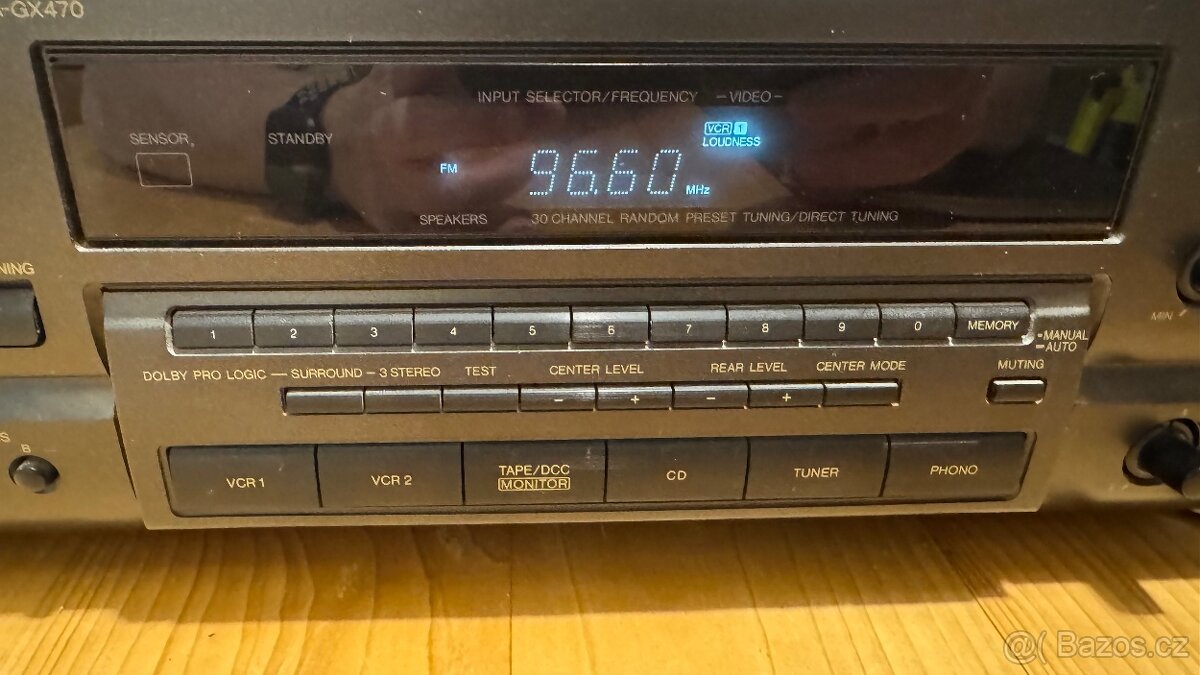 -GX470
INPUT SELECTOR/FREQUENCY -VIDEO-
SENSOR
STANDBY
VCR 1
LOUDNESS
FM 96.60 MHz
SPEAKERS
30 CHANNEL RANDOM PRESET TUNING/DIRECT TUNING
NING
1 2 3 4 5 6 7 8 9 0 MEMORY
MIN
-MANUAL
-AUTO
DOLBY PRO LOGIC — SURROUND – 3 STEREO TEST CENTER LEVEL REAR LEVEL CENTER MODE MUTING
- + - +
S
B
VCR 1 VCR 2 TAPE/DCC MONITOR CD TUNER PHONO
Bazos.cz